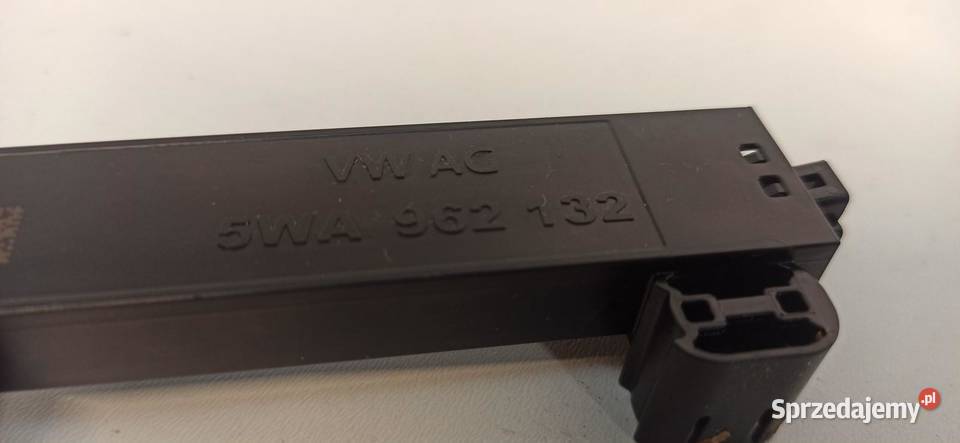 VW AC
5WA 962 132
Sprzedajemy.pl